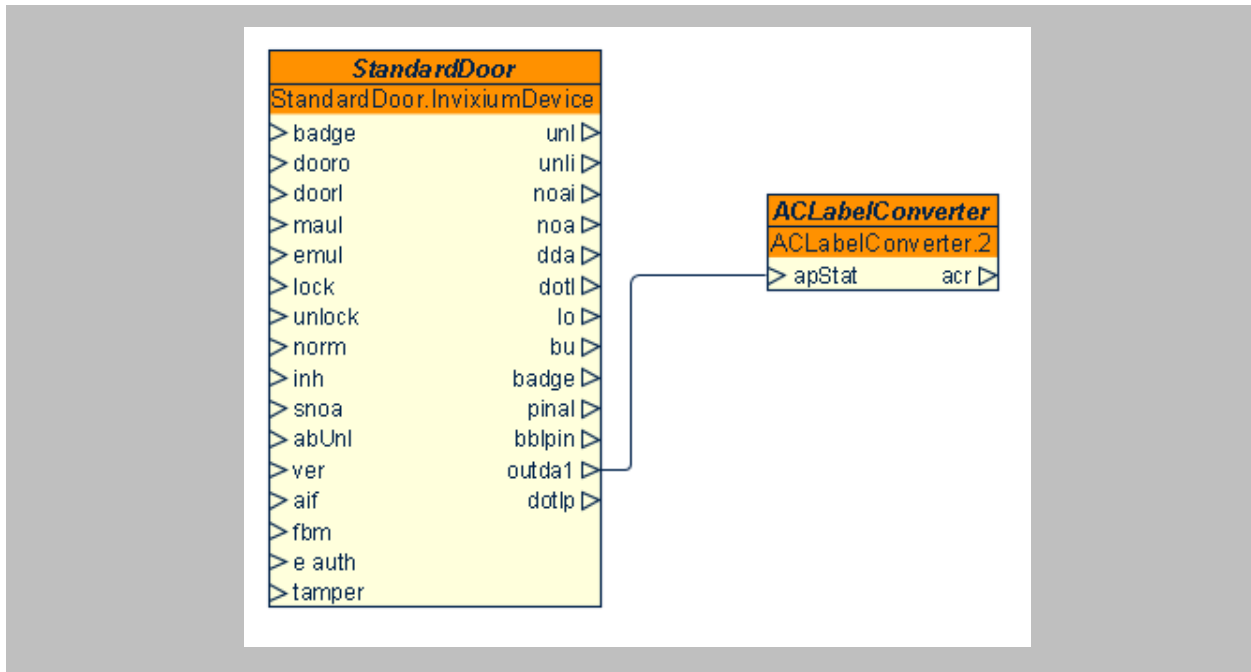 StandardDoor
StandardDoor.InvixiumDevice
badge unl
dooro unli
doorl noai
maul noa
emul dda
lock dotl
unlock lo
norm bu
inh badge
snoa pinal
abUnl bblpin
ver outda1
aif dotlp
fbm
e auth
tamper
ACLabelConverter
ACLabelConverter.2
apStat acr